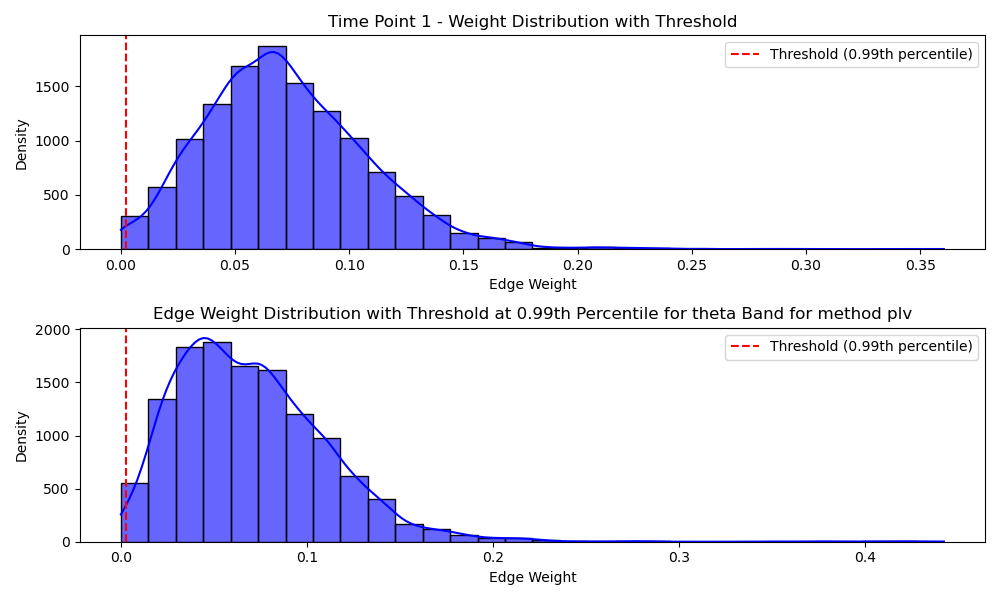 Time Point 1 - Weight Distribution with Threshold
Threshold (0.99th percentile)
1500
1000
500
0
Density
0.00 0.05 0.10 0.15 0.20 0.25 0.30 0.35
Edge Weight
Edge Weight Distribution with Threshold at 0.99th Percentile for theta Band for method plv
Threshold (0.99th percentile)
2000
1500
1000
500
0
Density
0.0 0.1 0.2 0.3 0.4
Edge Weight